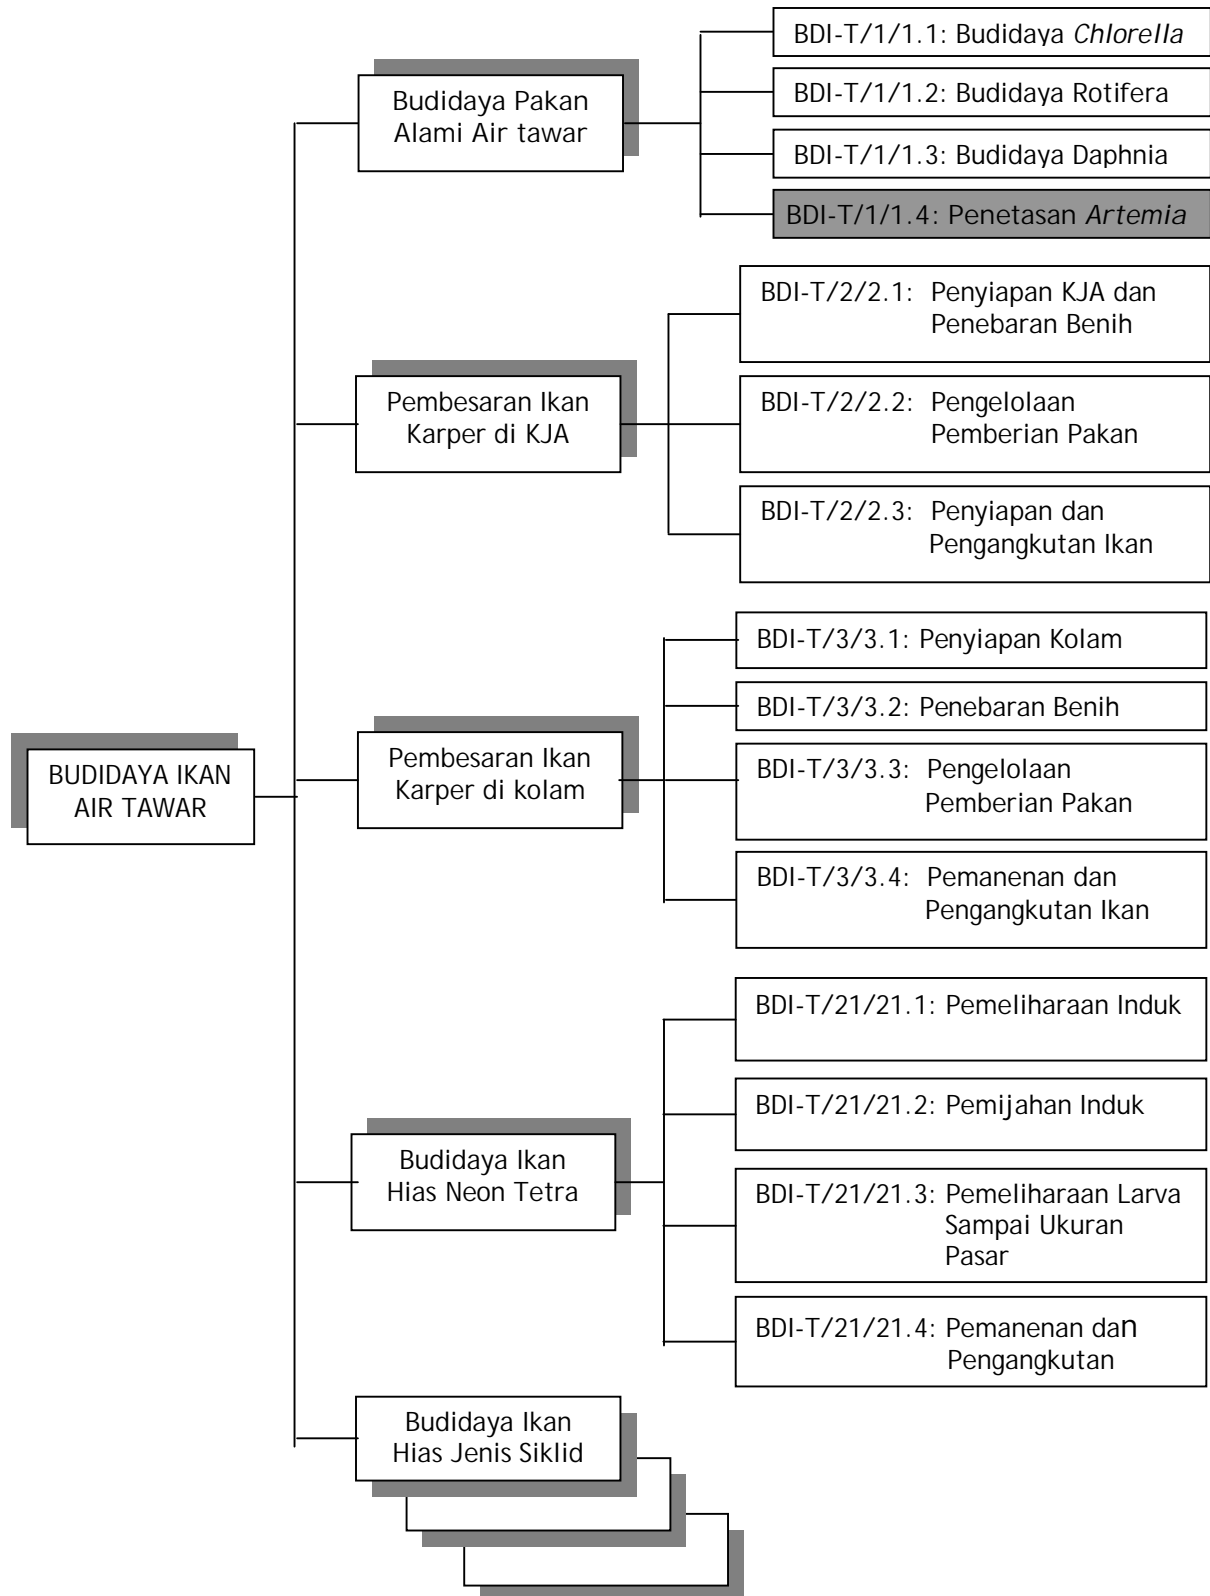 BUDIDAYA IKAN
AIR TAWAR
Budidaya Pakan
Alami Air tawar
BDI-T/1/1.1: Budidaya Chlorella
BDI-T/1/1.2: Budidaya Rotifera
BDI-T/1/1.3: Budidaya Daphnia
BDI-T/1/1.4: Penetasan Artemia
Pembesaran Ikan
Karper di KJA
BDI-T/2/2.1: Penyiapan KJA dan
Penebaran Benih
BDI-T/2/2.2: Pengelolaan
Pemberian Pakan
BDI-T/2/2.3: Penyiapan dan
Pengangkutan Ikan
Pembesaran Ikan
Karper di kolam
BDI-T/3/3.1: Penyiapan Kolam
BDI-T/3/3.2: Penebaran Benih
BDI-T/3/3.3: Pengelolaan
Pemberian Pakan
BDI-T/3/3.4: Pemanenan dan
Pengangkutan Ikan
Budidaya Ikan
Hias Neon Tetra
BDI-T/21/21.1: Pemeliharaan Induk
BDI-T/21/21.2: Pemijahan Induk
BDI-T/21/21.3: Pemeliharaan Larva
Sampai Ukuran
Pasar
BDI-T/21/21.4: Pemanenan dan
Pengangkutan
Budidaya Ikan
Hias Jenis Siklid